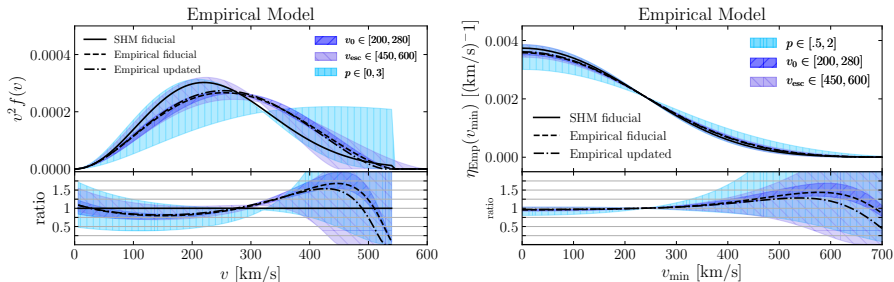 Empirical Model
SHM fiducial
Empirical fiducial
Empirical updated
v₀ ∈ [200, 280]
v_esc ∈ [450, 600]
p ∈ [0, 3]
0.0004
0.0002
0.0000
v² f(v)
1.5
1
0.5
ratio
0 100 200 300 400 500 600
v [km/s]
Empirical Model
p ∈ [.5, 2]
v₀ ∈ [200, 280]
v_esc ∈ [450, 600]
SHM fiducial
Empirical fiducial
Empirical updated
0.004
0.002
0.000
η_Emp(v_min) [(km/s)−1]
1.5
1
0.5
ratio
0 100 200 300 400 500 600 700
v_min [km/s]